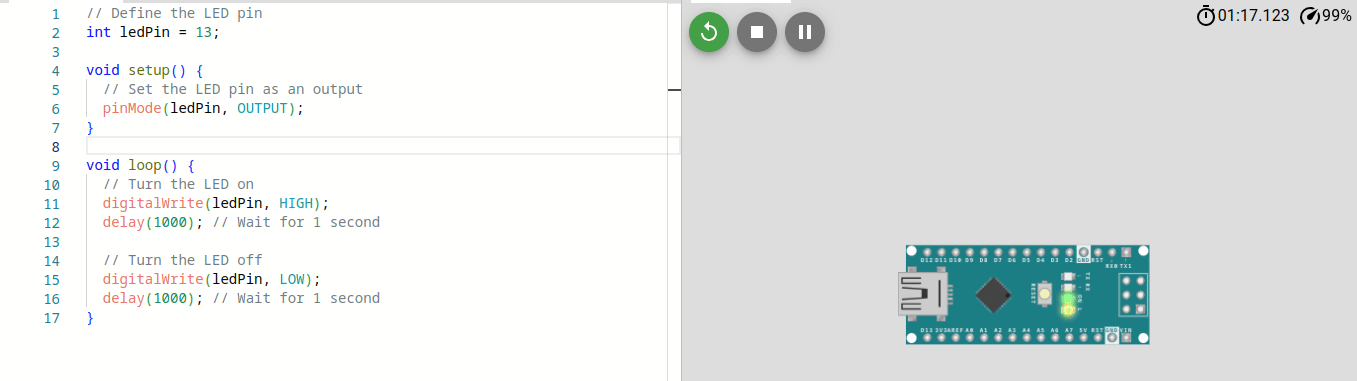 1 // Define the LED pin
2 int ledPin = 13;
3
4 void setup() {
5   // Set the LED pin as an output
6   pinMode(ledPin, OUTPUT);
7 }
8
9 void loop() {
10   // Turn the LED on
11   digitalWrite(ledPin, HIGH);
12   delay(1000); // Wait for 1 second
13
14   // Turn the LED off
15   digitalWrite(ledPin, LOW);
16   delay(1000); // Wait for 1 second
17 }
01:17.123 99%
D12 D11 D10 D9 D8 D7 D6 D5 D4 D3 D2 GND RST
RX0 TX1
RESET
TX RX
ON L
D13 3V3 AREF A0 A1 A2 A3 A4 A5 A6 A7 5V RST GND VIN